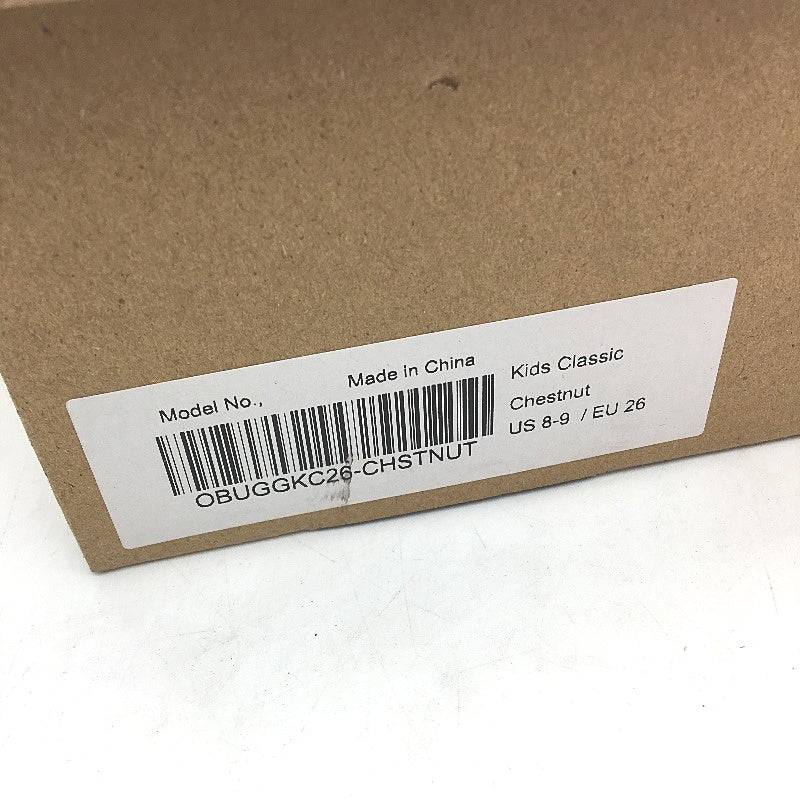 Model No.,
Made in China
OBUGGKC26-CHSTNUT
Kids Classic
Chestnut
US 8-9 / EU 26